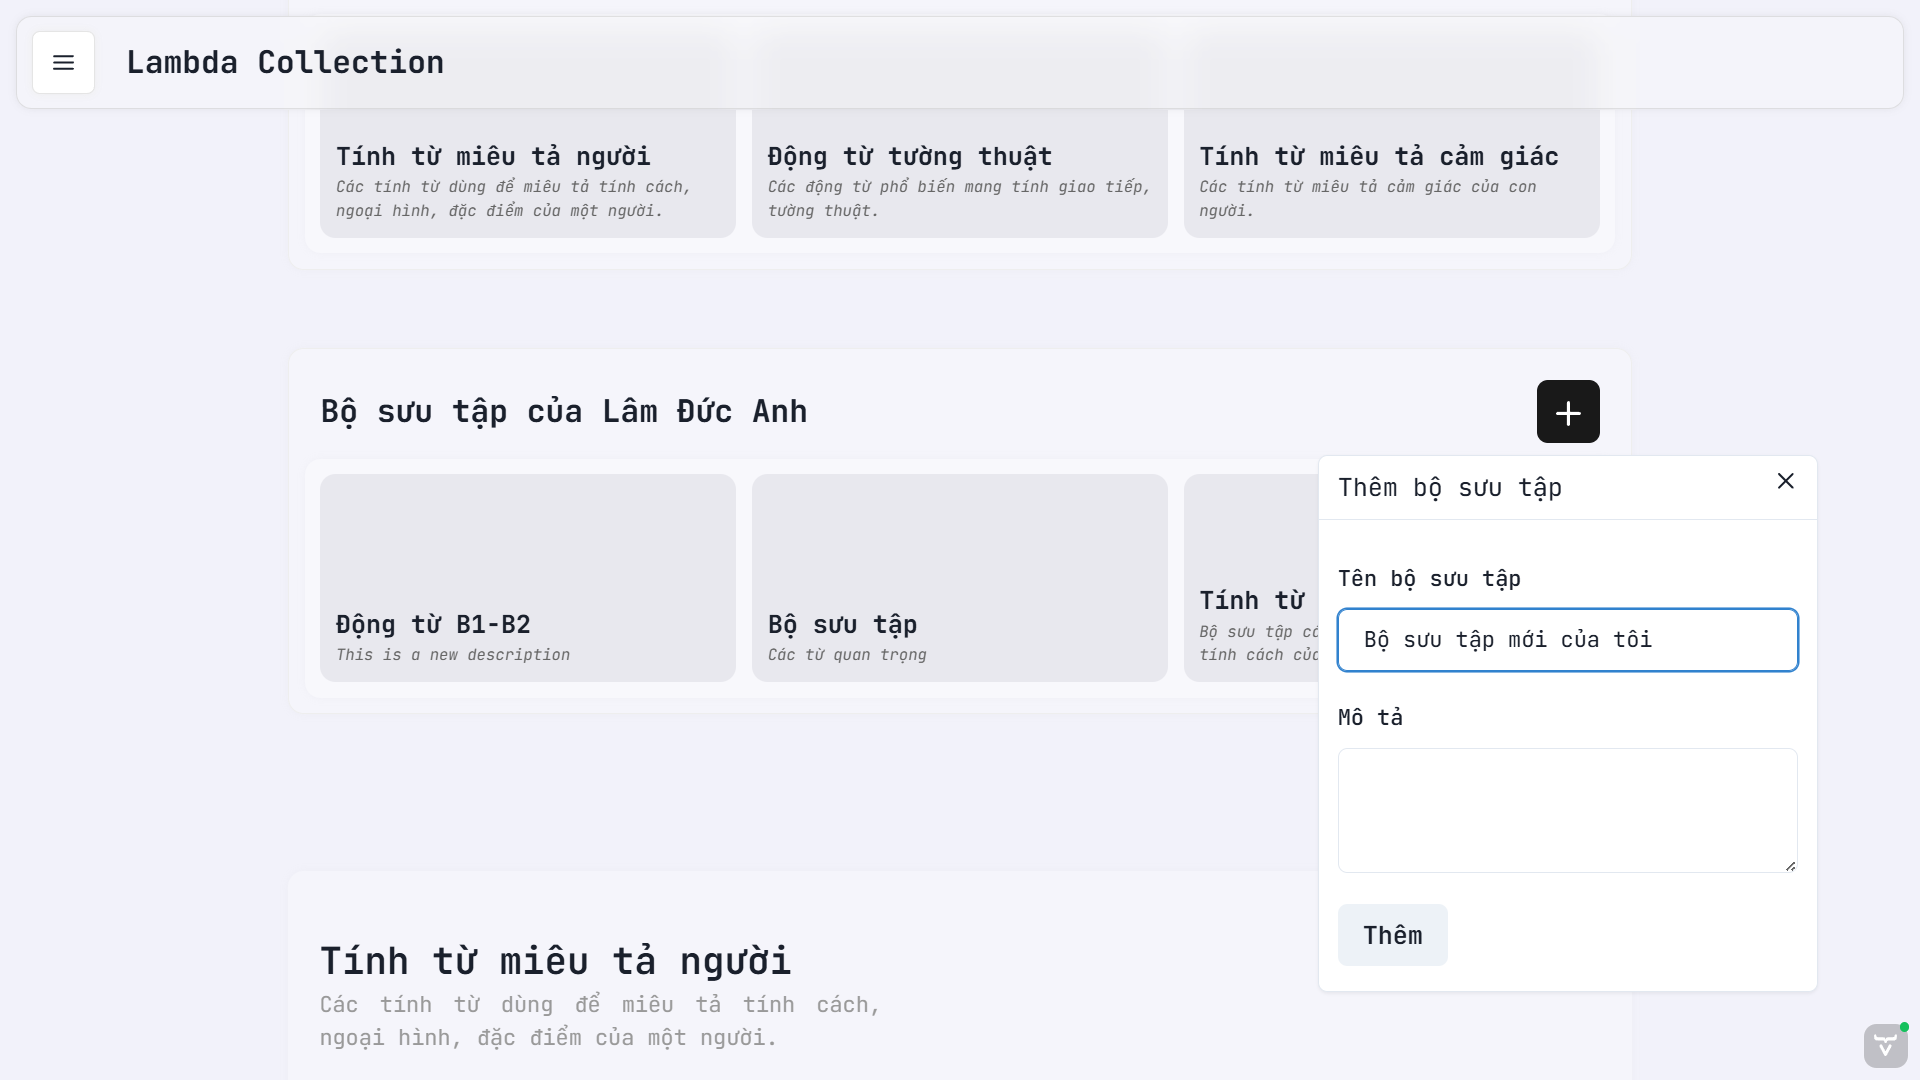 Lambda Collection
Tính từ miêu tả người
Các tính từ dùng để miêu tả tính cách,
ngoại hình, đặc điểm của một người.
Động từ tường thuật
Các động từ phổ biến mang tính giao tiếp,
tường thuật.
Tính từ miêu tả cảm giác
Các tính từ miêu tả cảm giác của con
người.
Bộ sưu tập của Lâm Đức Anh
Động từ B1-B2
This is a new description
Bộ sưu tập
Các từ quan trọng
Tính từ
Bộ sưu tập
tính cách
Thêm bộ sưu tập
Tên bộ sưu tập
Bộ sưu tập mới của tôi
Mô tả
Thêm
Tính từ miêu tả người
Các tính từ dùng để miêu tả tính cách,
ngoại hình, đặc điểm của một người.